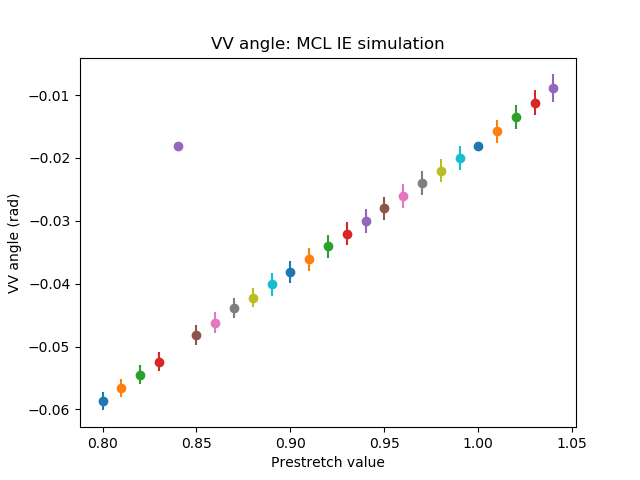 VV angle: MCL IE simulation
VV angle (rad)
−0.01
−0.02
−0.03
−0.04
−0.05
−0.06
0.80 0.85 0.90 0.95 1.00 1.05
Prestretch value